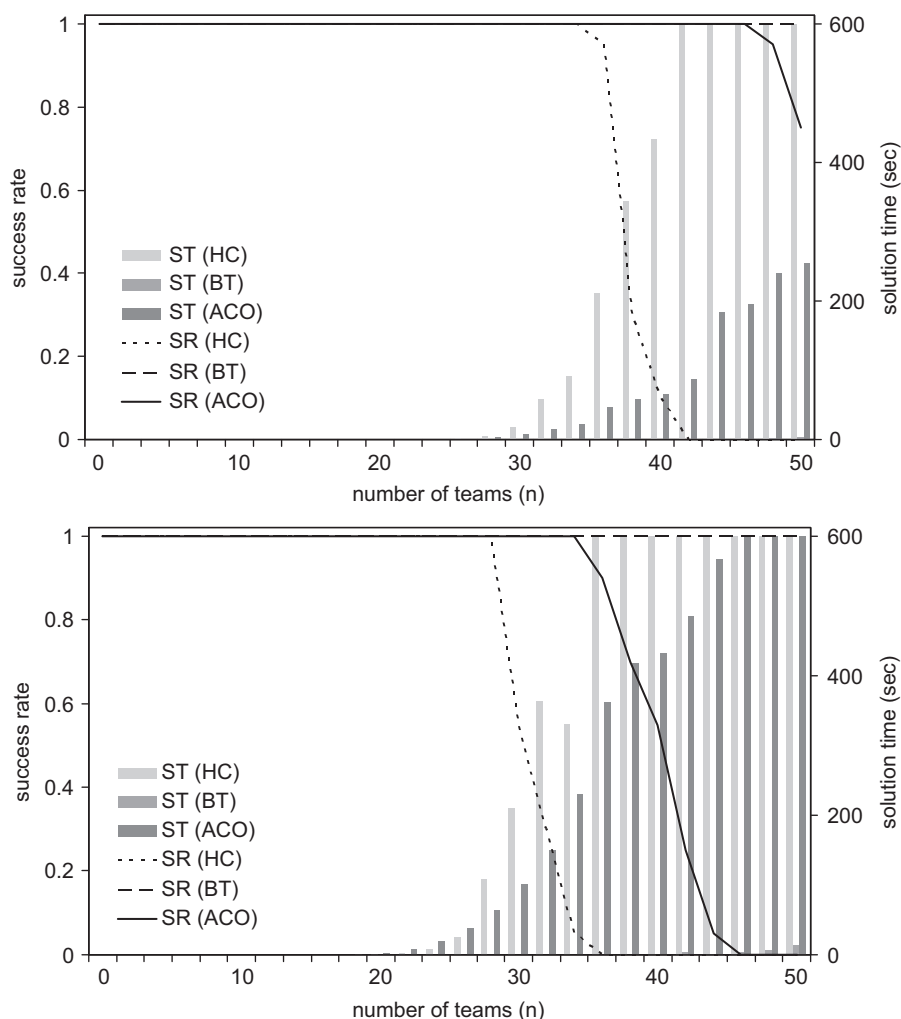 1
0.8
0.6
0.4
0.2
0
success rate
600
400
200
0
solution time (sec)
ST (HC)
ST (BT)
ST (ACO)
SR (HC)
SR (BT)
SR (ACO)
0 10 20 30 40 50
number of teams (n)
1
0.8
0.6
0.4
0.2
0
success rate
600
400
200
0
solution time (sec)
ST (HC)
ST (BT)
ST (ACO)
SR (HC)
SR (BT)
SR (ACO)
0 10 20 30 40 50
number of teams (n)